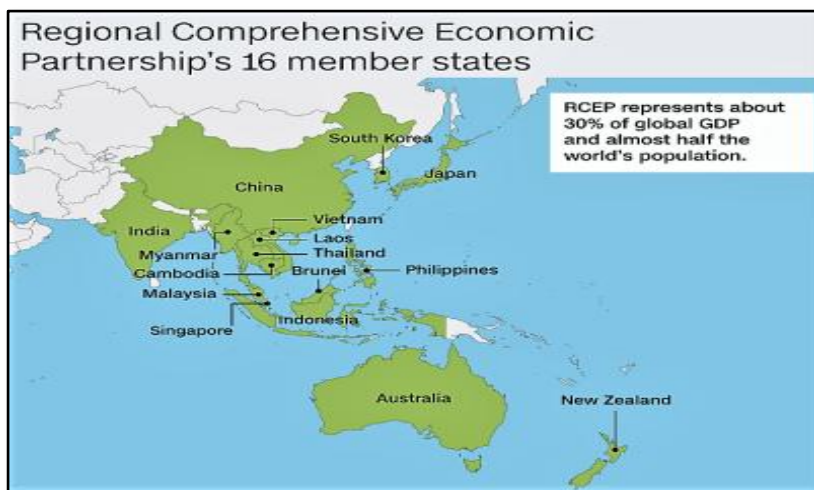 Regional Comprehensive Economic
Partnership's 16 member states
RCEP represents about
30% of global GDP
and almost half the
world's population.
South Korea
Japan
China
India
Vietnam
Laos
Myanmar
Thailand
Cambodia
Brunei
Philippines
Malaysia
Singapore
Indonesia
Australia
New Zealand